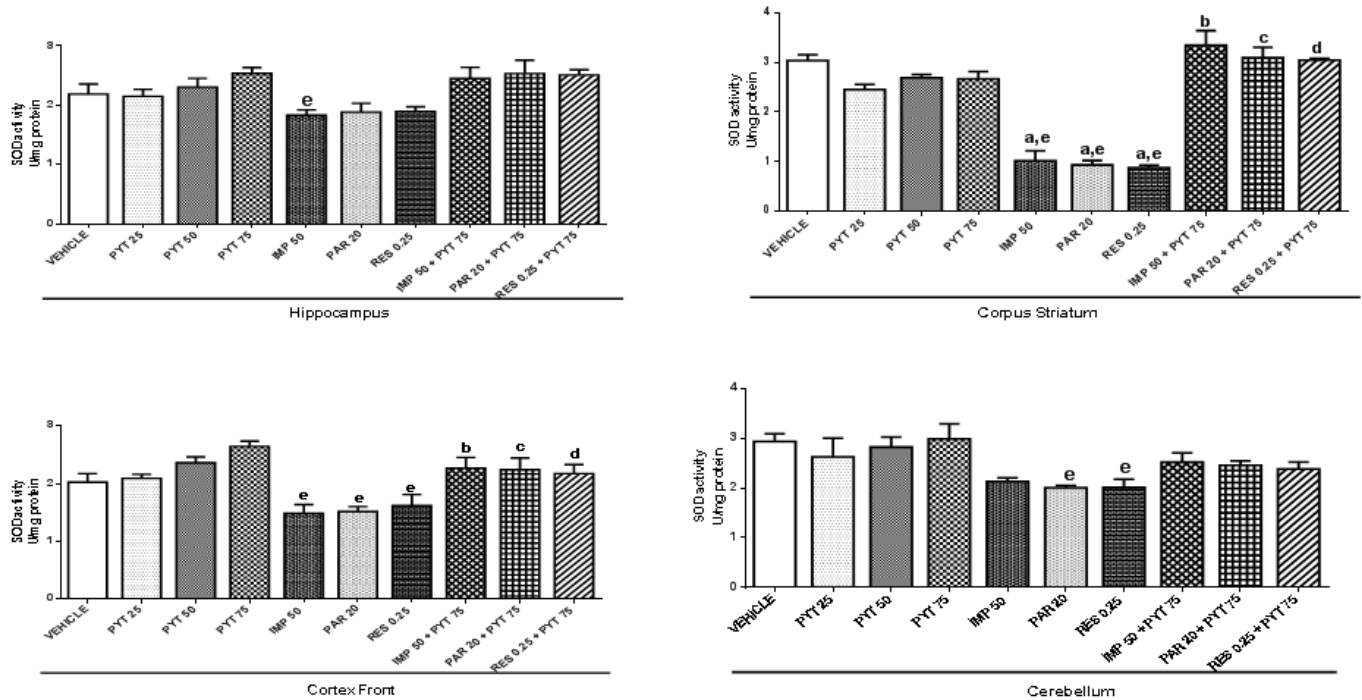 SOD activity
U/mg protein
3
2
1
0
e
VEHICLE
PYT 25
PYT 50
PYT 75
IMP 50
PAR 20
RES 0.25
IMP 50 + PYT 75
PAR 20 + PYT 75
RES 0.25 + PYT 75
Hippocampus
SOD activity
U/mg protein
4
3
2
1
0
a,e
a,e
a,e
b
c
d
VEHICLE
PYT 25
PYT 50
PYT 75
IMP 50
PAR 20
RES 0.25
IMP 50 + PYT 75
PAR 20 + PYT 75
RES 0.25 + PYT 75
Corpus Striatum
SOD activity
U/mg protein
3
2
1
0
e
e
e
b
c
d
VEHICLE
PYT 25
PYT 50
PYT 75
IMP 50
PAR 20
RES 0.25
IMP 50 + PYT 75
PAR 20 + PYT 75
RES 0.25 + PYT 75
Cortex Front
SOD activity
U/mg protein
4
3
2
1
0
e
e
VEHICLE
PYT 25
PYT 50
PYT 75
IMP 50
PAR 20
RES 0.25
IMP 50 + PYT 75
PAR 20 + PYT 75
RES 0.25 + PYT 75
Cerebellum